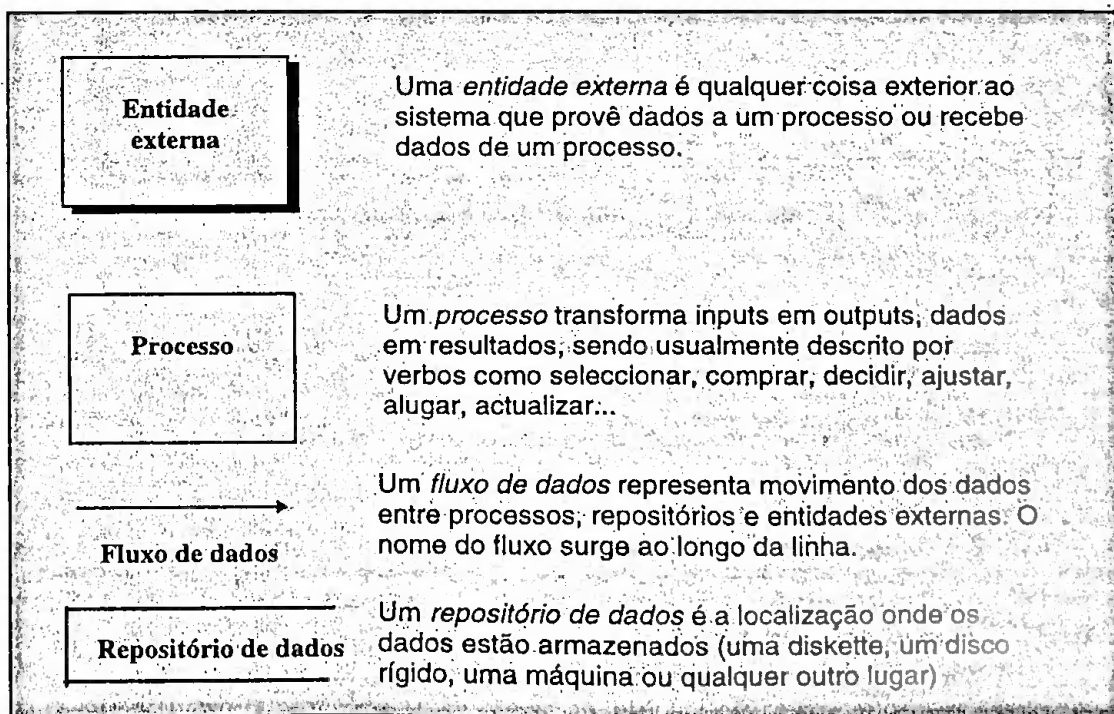 Entidade
externa
Uma entidade externa é qualquer coisa exterior ao
sistema que provê dados a um processo ou recebe
dados de um processo.
Processo
Um processo transforma inputs em outputs, dados
em resultados, sendo usualmente descrito por
verbos como seleccionar, comprar, decidir, ajustar,
alugar, actualizar...
Fluxo de dados
Um fluxo de dados representa movimento dos dados
entre processos, repositórios e entidades externas. O
nome do fluxo surge ao longo da linha.
Repositório de dados
Um repositório de dados é a localização onde os
dados estão armazenados (uma diskette, um disco
rígido, uma máquina ou qualquer outro lugar)